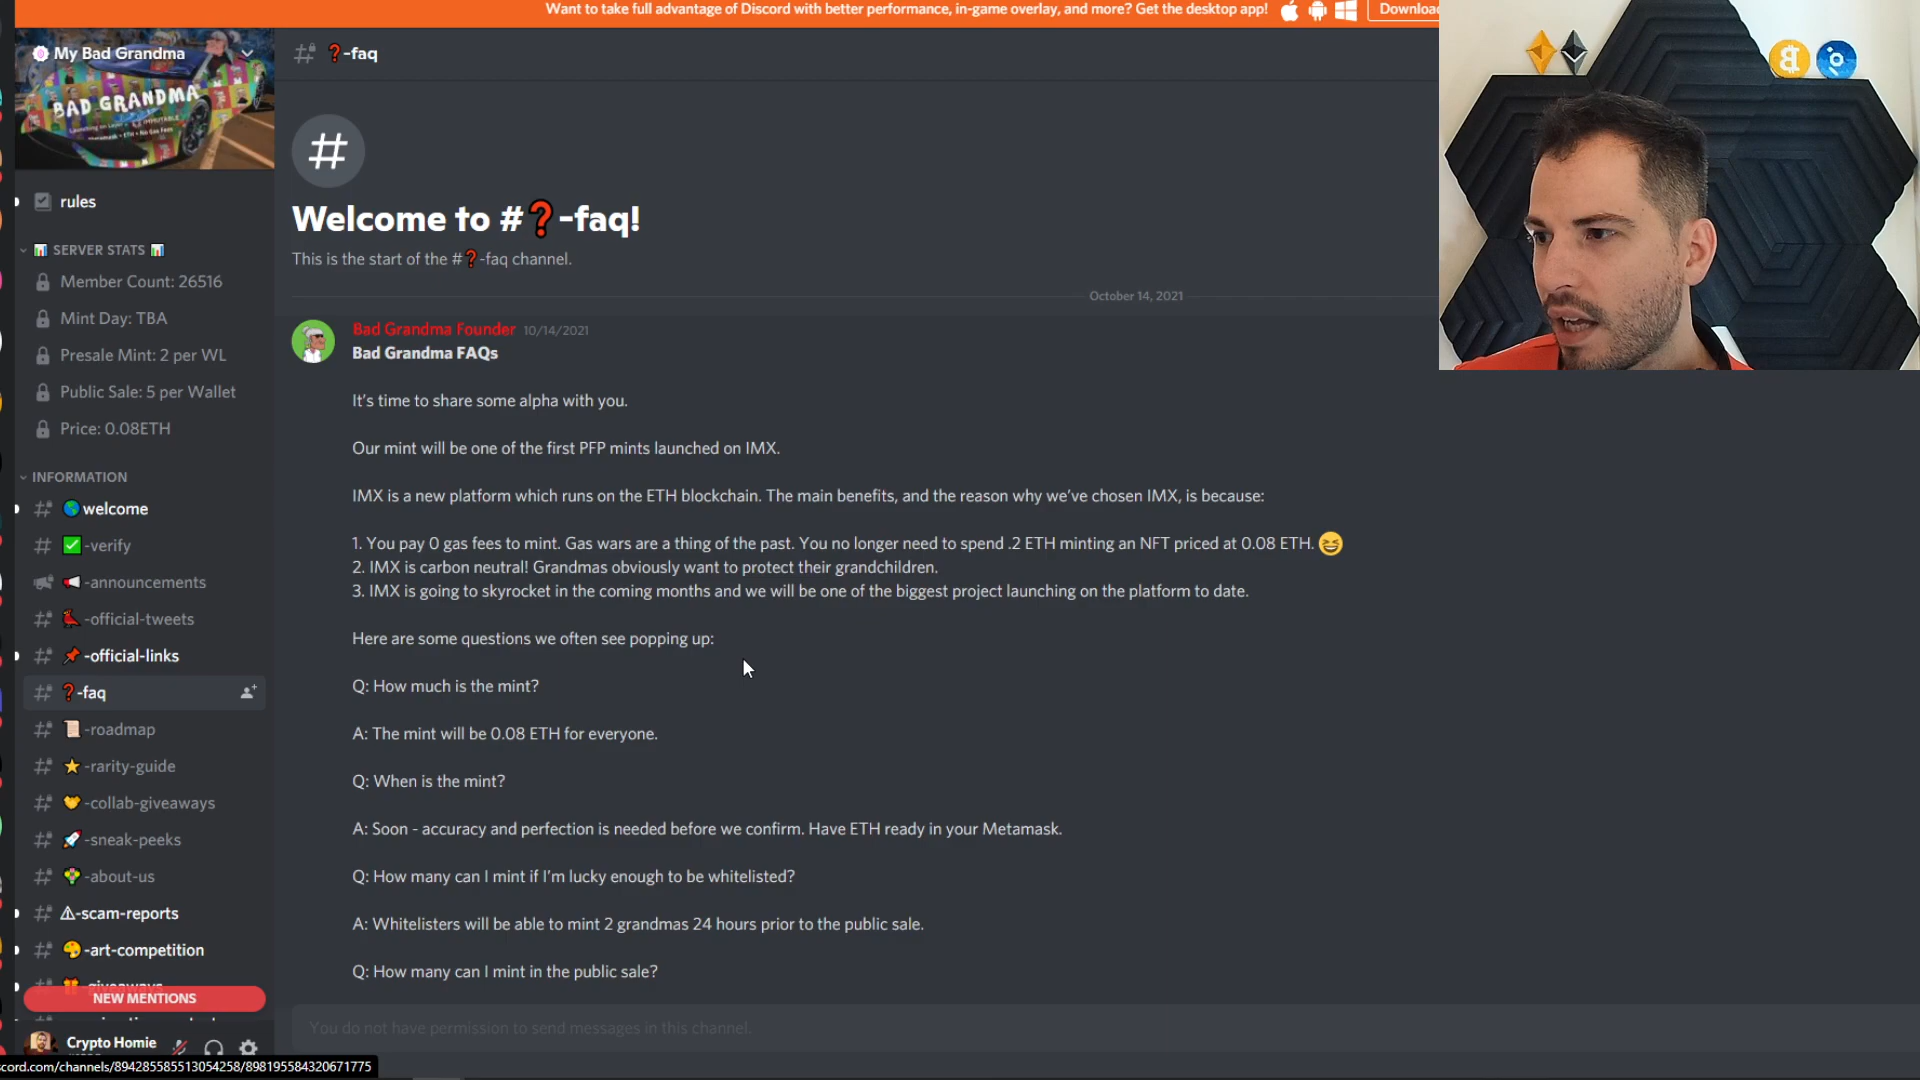 Want to take full advantage of Discord with better performance, in-game overlay, and more? Get the desktop app!
My Bad Grandma
BAD GRANDMA
rules
SERVER STATS
Member Count: 26516
Mint Day: TBA
Presale Mint: 2 per WL
Public Sale: 5 per Wallet
Price: 0.08ETH
INFORMATION
welcome
-verify
-announcements
-official-tweets
-official-links
❓-faq
-roadmap
-rarity-guide
-collab-giveaways
-sneak-peeks
-about-us
⚠-scam-reports
-art-competition
NEW MENTIONS
Crypto Homie
cord.com/channels/894285585513054258/898195584320671775
❓-faq
#
Welcome to #❓-faq!
This is the start of the #❓-faq channel.
October 14, 2021
Bad Grandma Founder 10/14/2021
Bad Grandma FAQs
It's time to share some alpha with you.
Our mint will be one of the first PFP mints launched on IMX.
IMX is a new platform which runs on the ETH blockchain. The main benefits, and the reason why we've chosen IMX, is because:
1. You pay 0 gas fees to mint. Gas wars are a thing of the past. You no longer need to spend .2 ETH minting an NFT priced at 0.08 ETH. 😆
2. IMX is carbon neutral! Grandmas obviously want to protect their grandchildren.
3. IMX is going to skyrocket in the coming months and we will be one of the biggest project launching on the platform to date.
Here are some questions we often see popping up:
Q: How much is the mint?
A: The mint will be 0.08 ETH for everyone.
Q: When is the mint?
A: Soon - accuracy and perfection is needed before we confirm. Have ETH ready in your Metamask.
Q: How many can I mint if I'm lucky enough to be whitelisted?
A: Whitelisters will be able to mint 2 grandmas 24 hours prior to the public sale.
Q: How many can I mint in the public sale?
You do not have permission to send messages in this channel.